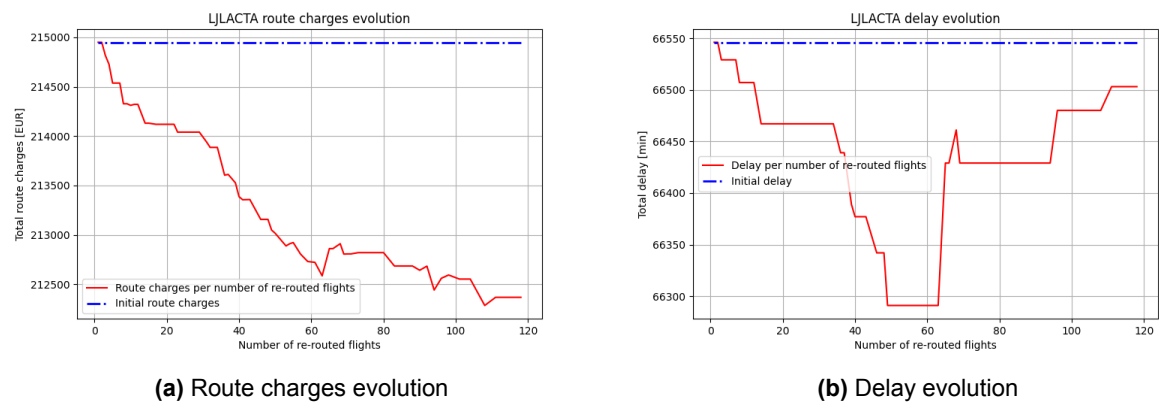 LJLACTA route charges evolution
215000
214500
214000
213500
213000
212500
Total route charges [EUR]
Route charges per number of re-routed flights
Initial route charges
0 20 40 60 80 100 120
Number of re-routed flights
(a) Route charges evolution
LJLACTA delay evolution
66550
66500
66450
66400
66350
66300
Total delay [min]
Delay per number of re-routed flights
Initial delay
0 20 40 60 80 100 120
Number of re-routed flights
(b) Delay evolution